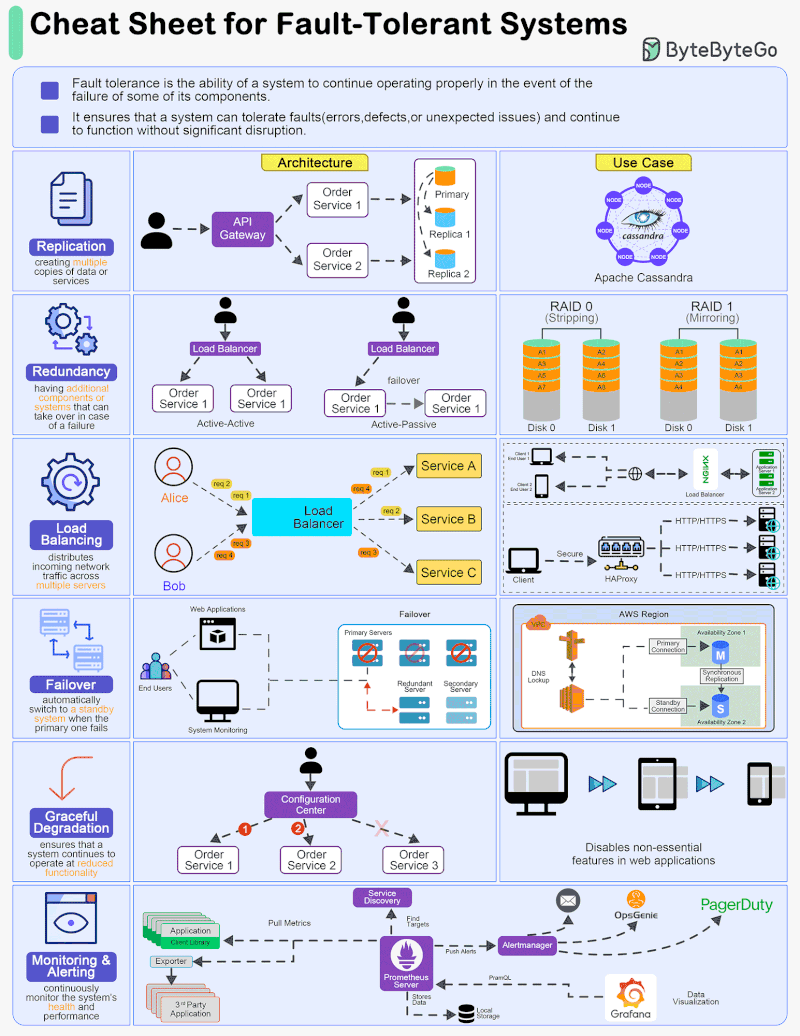 Cheat Sheet for Fault-Tolerant Systems
ByteByteGo
Fault tolerance is the ability of a system to continue operating properly in the event of the
failure of some of its components.
It ensures that a system can tolerate faults(errors,defects,or unexpected issues) and continue
to function without significant disruption.
Architecture
Use Case
Replication
creating multiple
copies of data or
services
API
Gateway
Order
Service 1
Order
Service 2
Primary
Replica 1
Replica 2
NODE
NODE
NODE
NODE
NODE
NODE
NODE
cassandra
Apache Cassandra
Redundancy
having additional
components or
systems that can
take over in case
of a failure
Load Balancer
Order
Service 1
Order
Service 1
Active-Active
Load Balancer
failover
Order
Service 1
Order
Service 1
Active-Passive
RAID 0
(Stripping)
A1
A3
A5
A7
Disk 0
A2
A4
A6
A8
Disk 1
RAID 1
(Mirroring)
A1
A2
A3
A4
Disk 0
A1
A2
A3
A4
Disk 1
Load
Balancing
distributes
incoming network
traffic across
multiple servers
Alice
Bob
req 2
req 1
req 3
req 4
Load
Balancer
req 1
req 4
req 2
req 3
Service A
Service B
Service C
Client 1
End User 1
Client 2
End User 2
NGINX
Load Balancer
Application
Server 1
Application
Server 2
Client
Secure
HAProxy
HTTP/HTTPS
HTTP/HTTPS
HTTP/HTTPS
Failover
automatically
switch to a standby
system when the
primary one fails
End Users
Web Applications
System Monitoring
Failover
Primary Servers
Redundant
Server
Secondary
Server
AWS Region
vpc
DNS
Lookup
Primary
Connection
Standby
Connection
Availability Zone 1
M
Synchronous
Replication
S
Availability Zone 2
Graceful
Degradation
ensures that a
system continues to
operate at reduced
functionality
Configuration
Center
1
2
X
Order
Service 1
Order
Service 2
Order
Service 3
Disables non-essential
features in web applications
Monitoring &
Alerting
continuously
monitor the system's
health and
performance
Application
Client Library
Exporter
3rd Party
Application
Pull Metrics
Service
Discovery
Find
Targets
Prometheus
Server
Stores
Data
Local
Storage
Push Alerts
Alertmanager
OpsGenie
PagerDuty
PramQL
Grafana
Data
Visualization